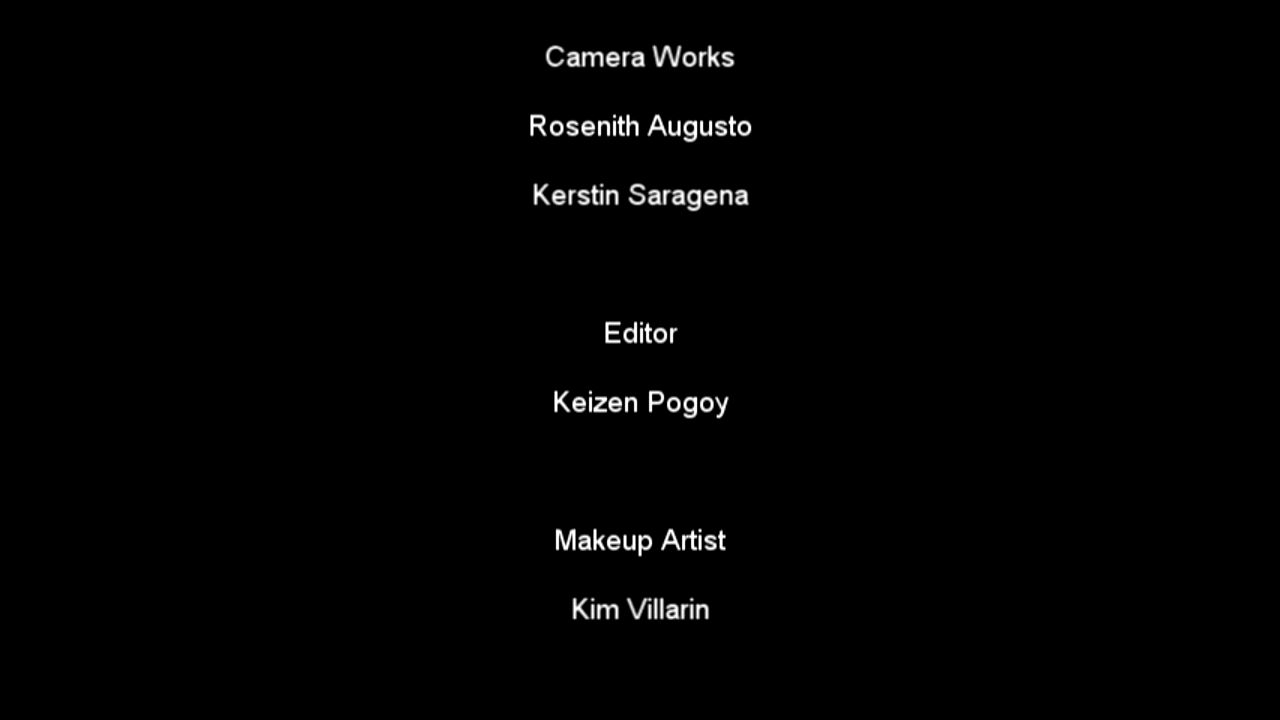 Camera Works
Rosenith Augusto
Kerstin Saragena
Editor
Keizen Pogoy
Makeup Artist
Kim Villarin